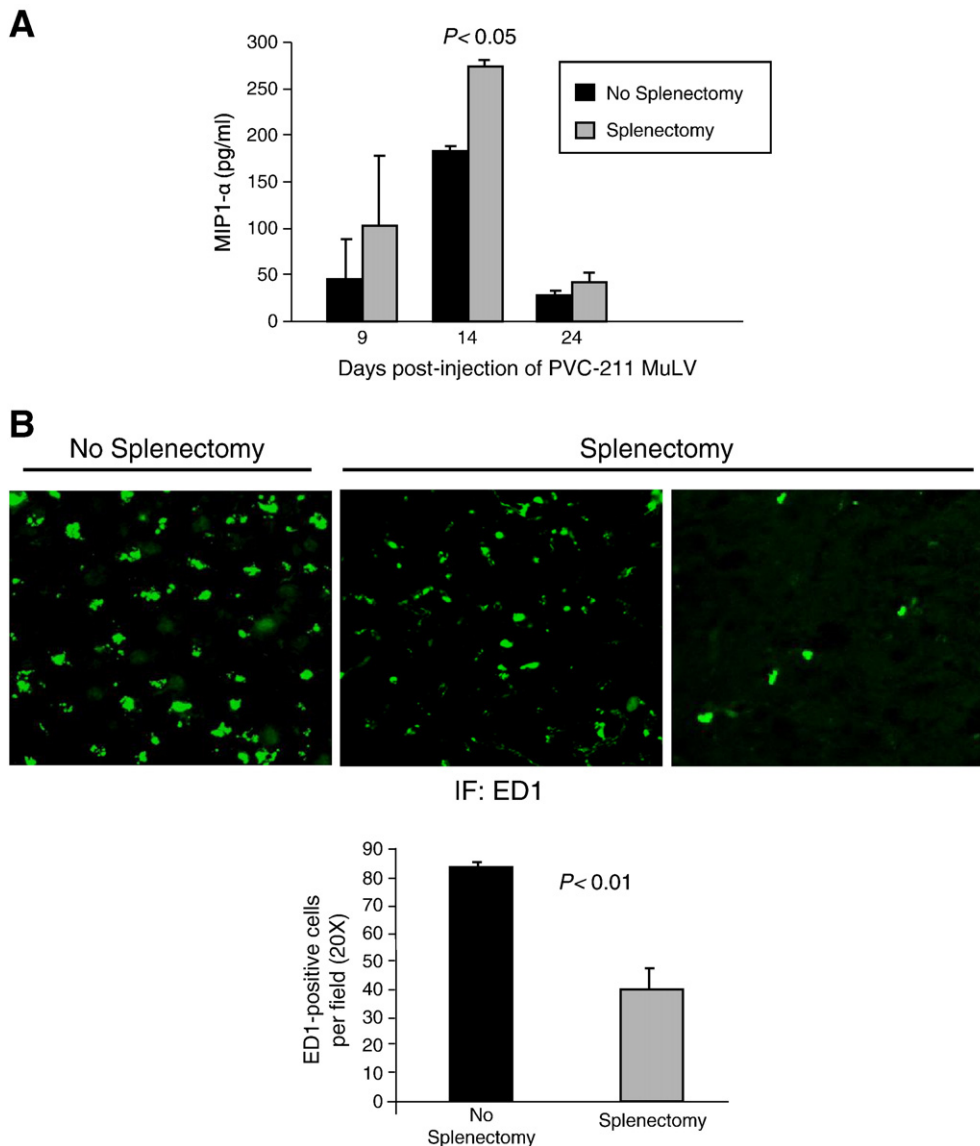 A
P< 0.05
300
250
200
150
100
50
0
MIP1-α (pg/ml)
No Splenectomy
Splenectomy
9 14 24
Days post-injection of PVC-211 MuLV
B
No Splenectomy Splenectomy
IF: ED1
90
80
70
60
50
40
30
20
10
0
ED1-positive cells
per field (20X)
P< 0.01
No
Splenectomy
Splenectomy